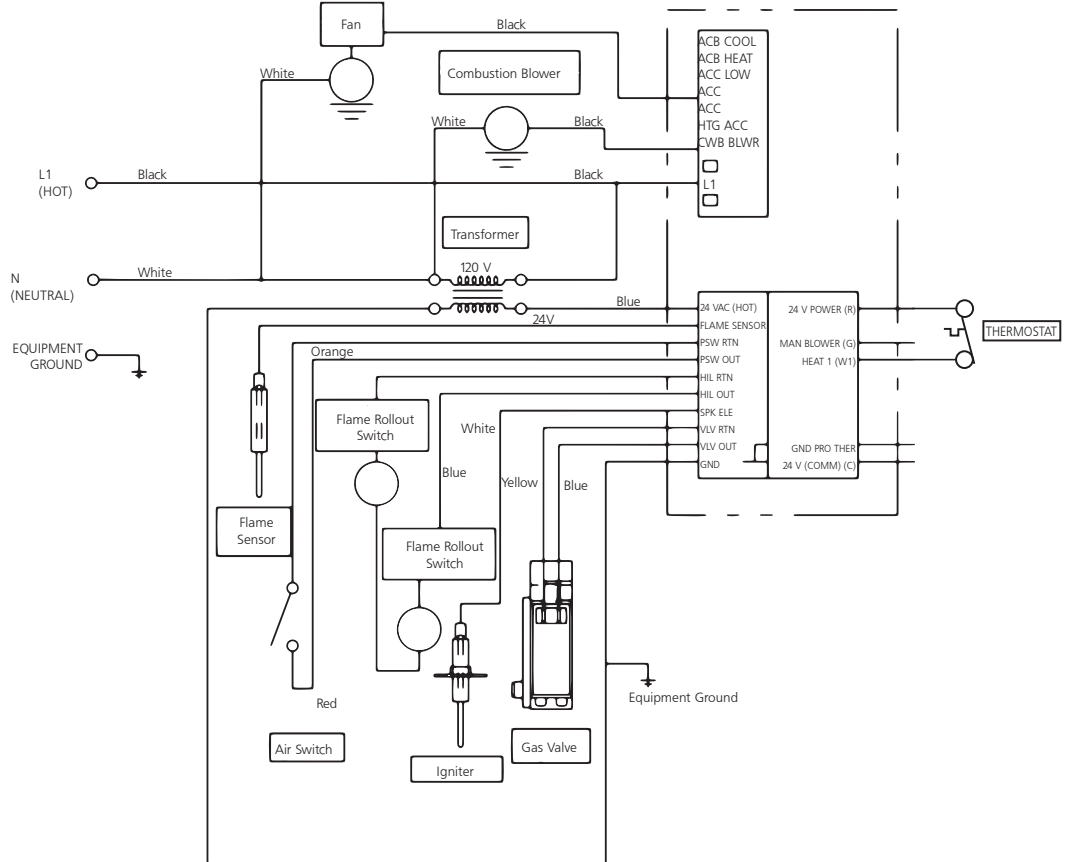 Fan
Black
White
Combustion Blower
White
Black
ACB COOL
ACB HEAT
ACC LOW
ACC
ACC
HTG ACC
CWB BLWR
L1
L1
(HOT)
Black
Black
Transformer
120 V
N
(NEUTRAL)
White
Blue
24V
EQUIPMENT
GROUND
Orange
24 VAC (HOT)
FLAME SENSOR
PSW RTN
PSW OUT
HIL RTN
HIL OUT
SPK ELE
VLV RTN
VLV OUT
GND
24 V POWER (R)
MAN BLOWER (G)
HEAT 1 (W1)
GND PRO THER
24 V (COMM) (C)
THERMOSTAT
Flame Rollout
Switch
White
Blue
Yellow
Blue
Flame
Sensor
Flame Rollout
Switch
Red
Air Switch
Igniter
Gas Valve
Equipment Ground